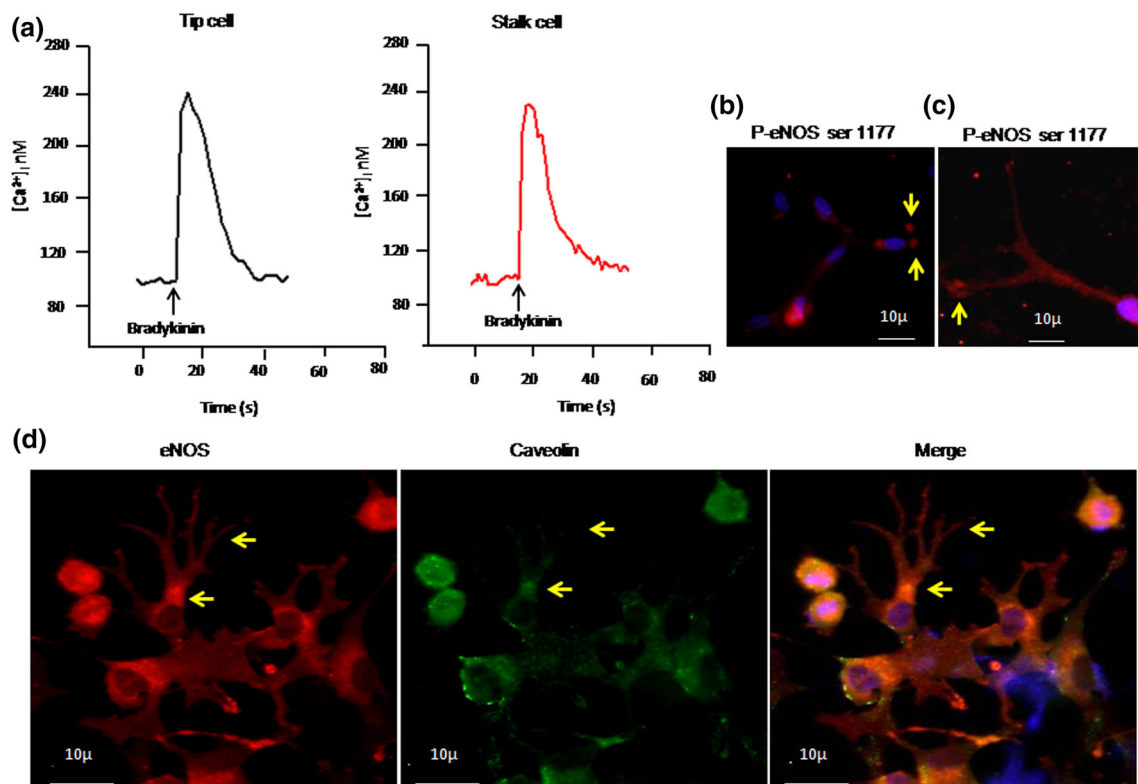 (a)
Tip cell
280
240
200
160
120
80
[Ca²⁺]ᵢ nM
Bradykinin
0 20 40 60 80
Time (s)
Stalk cell
280
240
200
160
120
80
[Ca²⁺]ᵢ nM
Bradykinin
0 20 40 60 80
Time (s)
(b)
P-eNOS ser 1177
10µ
(c)
P-eNOS ser 1177
10µ
(d)
eNOS
10µ
Caveolin
10µ
Merge
10µ